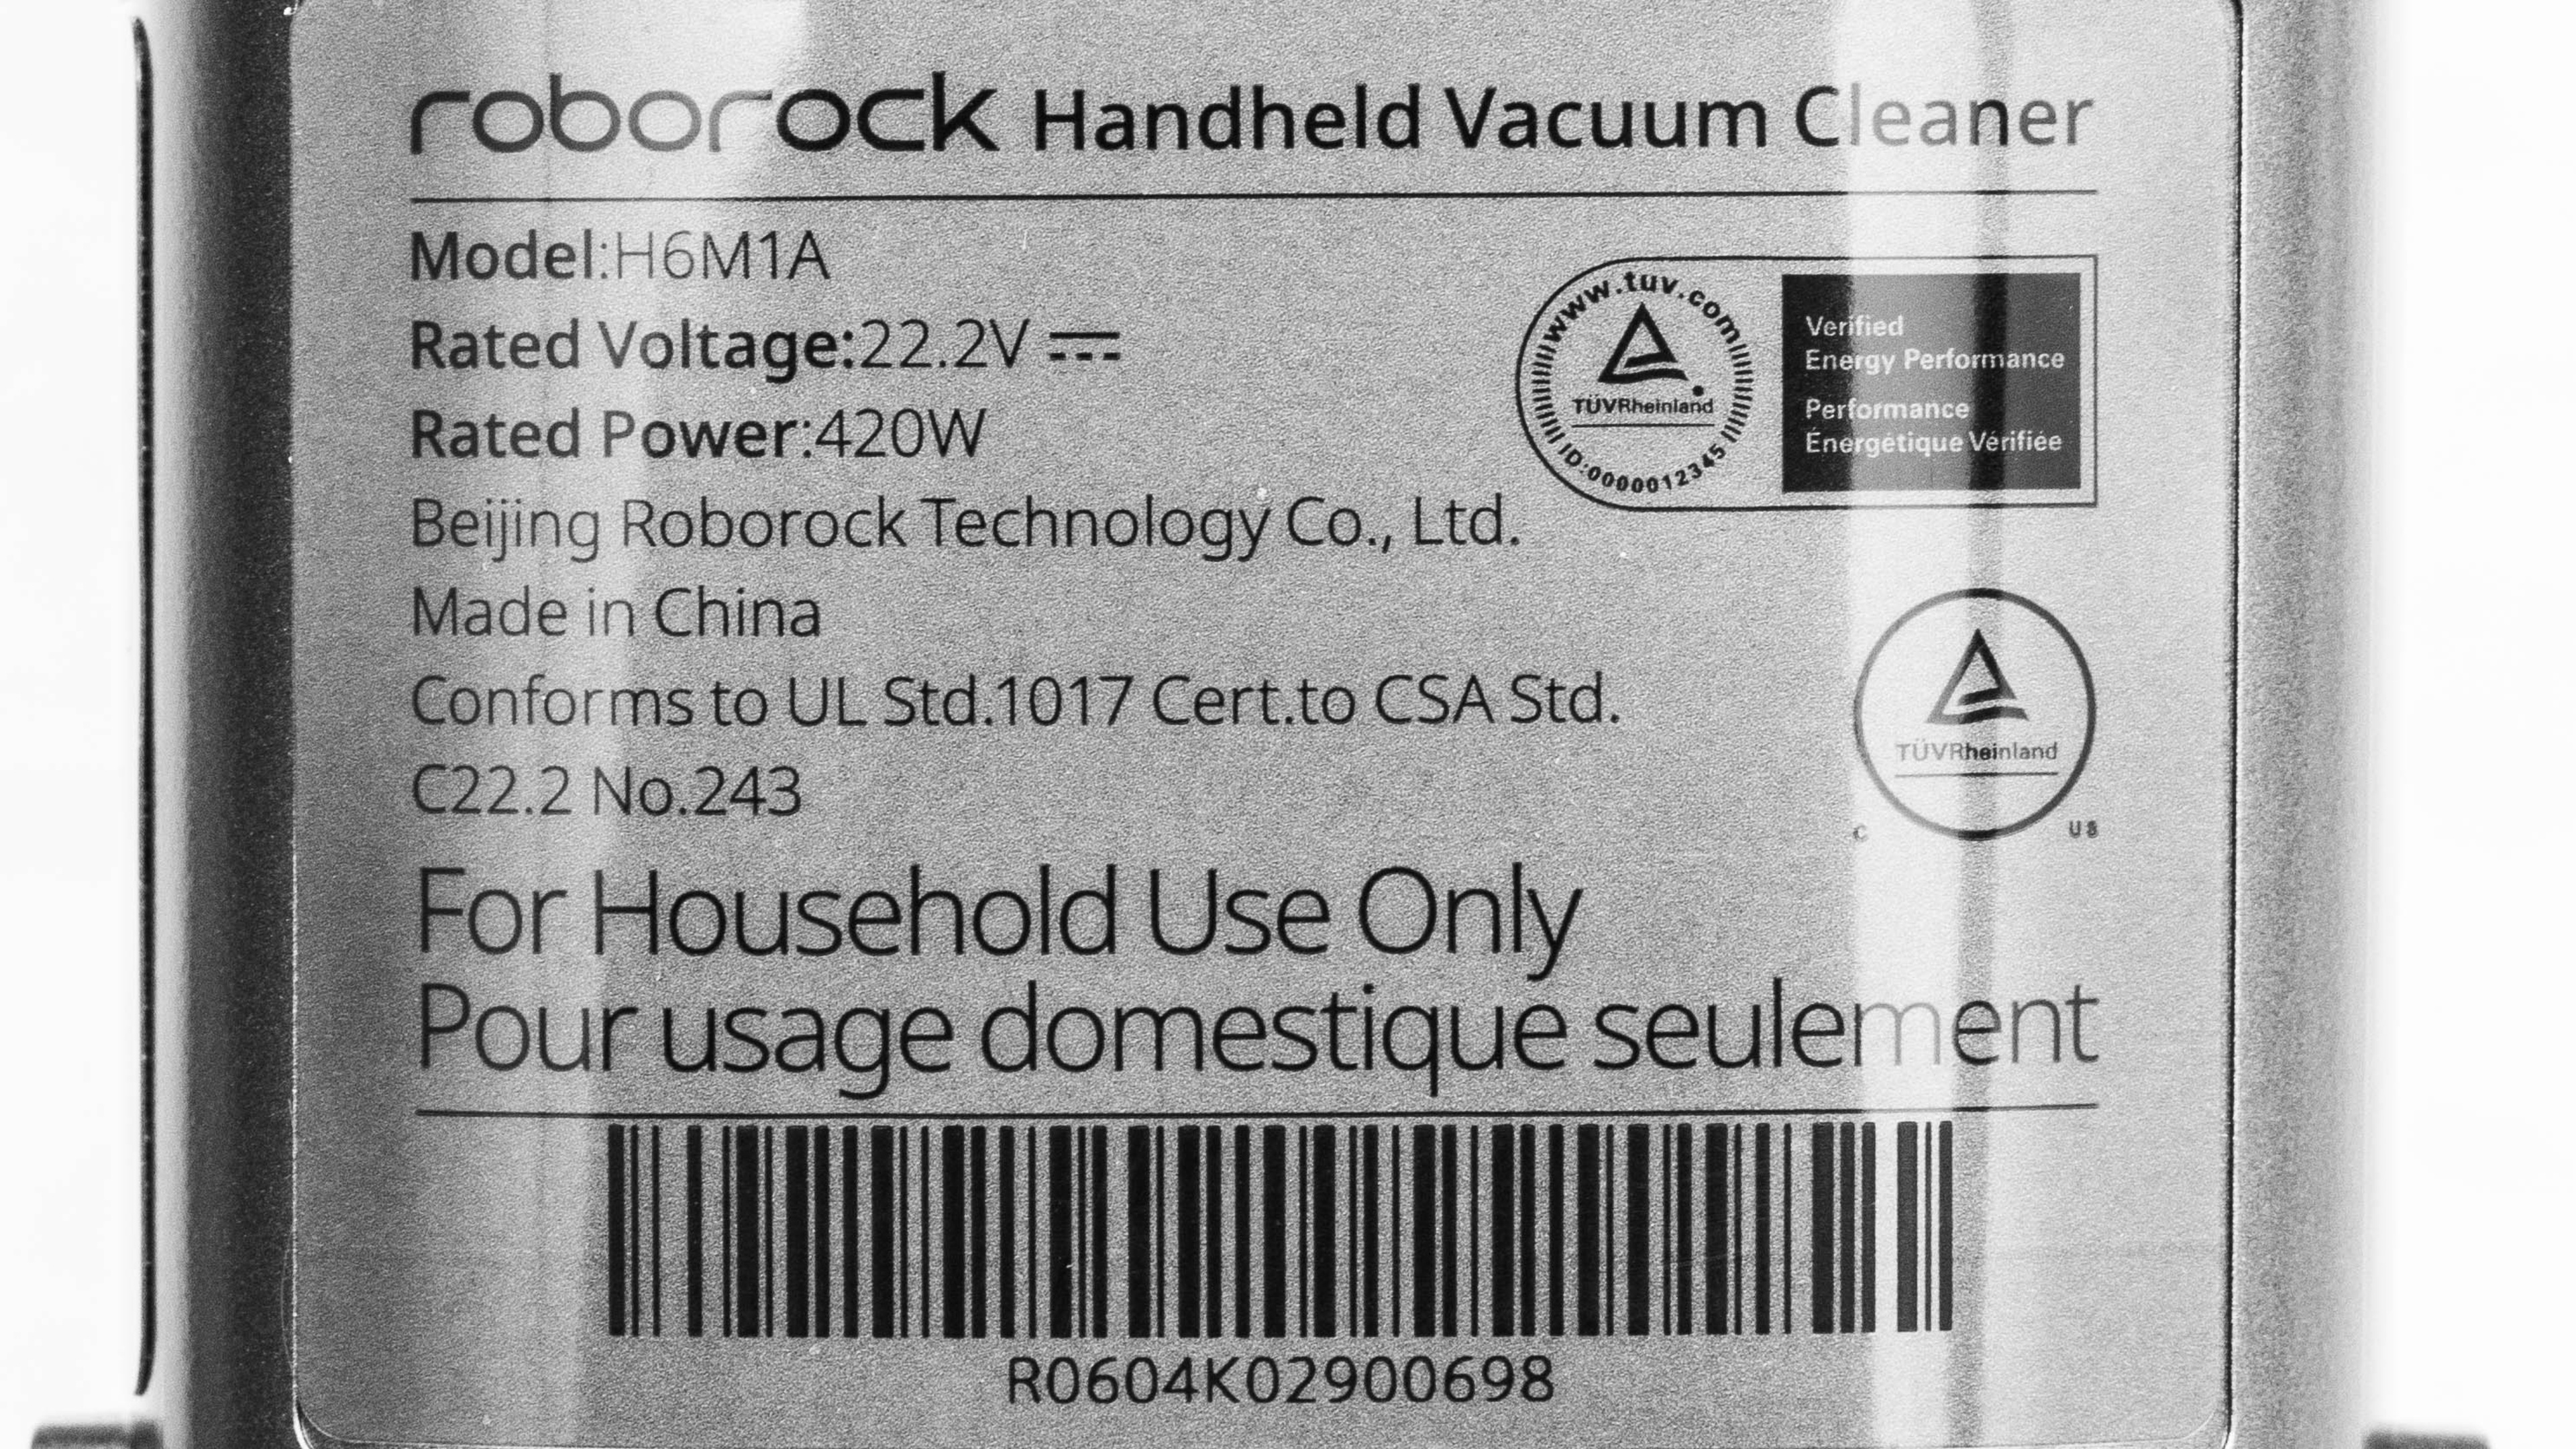 roborock Handheld Vacuum Cleaner
Model:H6M1A
Rated Voltage:22.2V ⎓
Rated Power:420W
Beijing Roborock Technology Co., Ltd.
Made in China
Conforms to UL Std.1017 Cert.to CSA Std.
C22.2 No.243
www.tuv.com
TÜVRheinland
ID:0000012345
Verified
Energy Performance
Performance
Énergétique Vérifiée
TÜVRheinland
C US
For Household Use Only
Pour usage domestique seulement
R0604K02900698